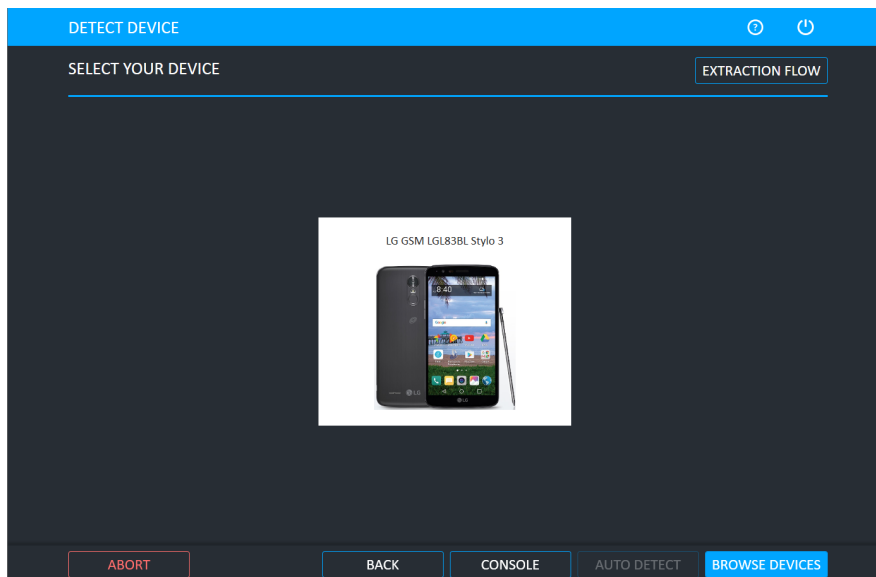 DETECT DEVICE
SELECT YOUR DEVICE
EXTRACTION FLOW
LG GSM LGL83BL Stylo 3
8:40
Google
LG
LG
ABORT
BACK
CONSOLE
AUTO DETECT
BROWSE DEVICES